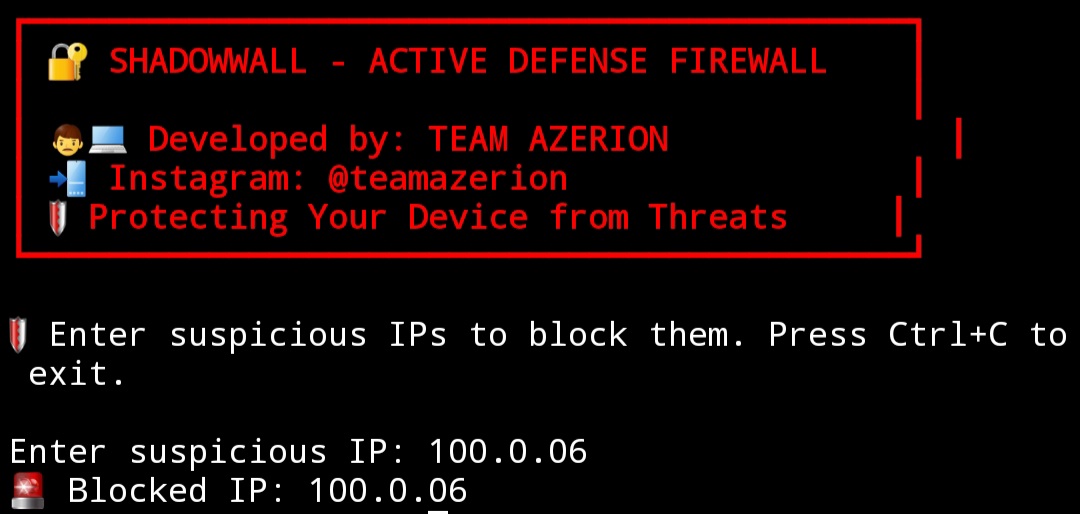 🔐 SHADOWWALL - ACTIVE DEFENSE FIREWALL
👨💻 Developed by: TEAM AZERION
📲 Instagram: @teamazerion
🛡 Protecting Your Device from Threats
🛡 Enter suspicious IPs to block them. Press Ctrl+C to
exit.
Enter suspicious IP: 100.0.06
🚨 Blocked IP: 100.0.06